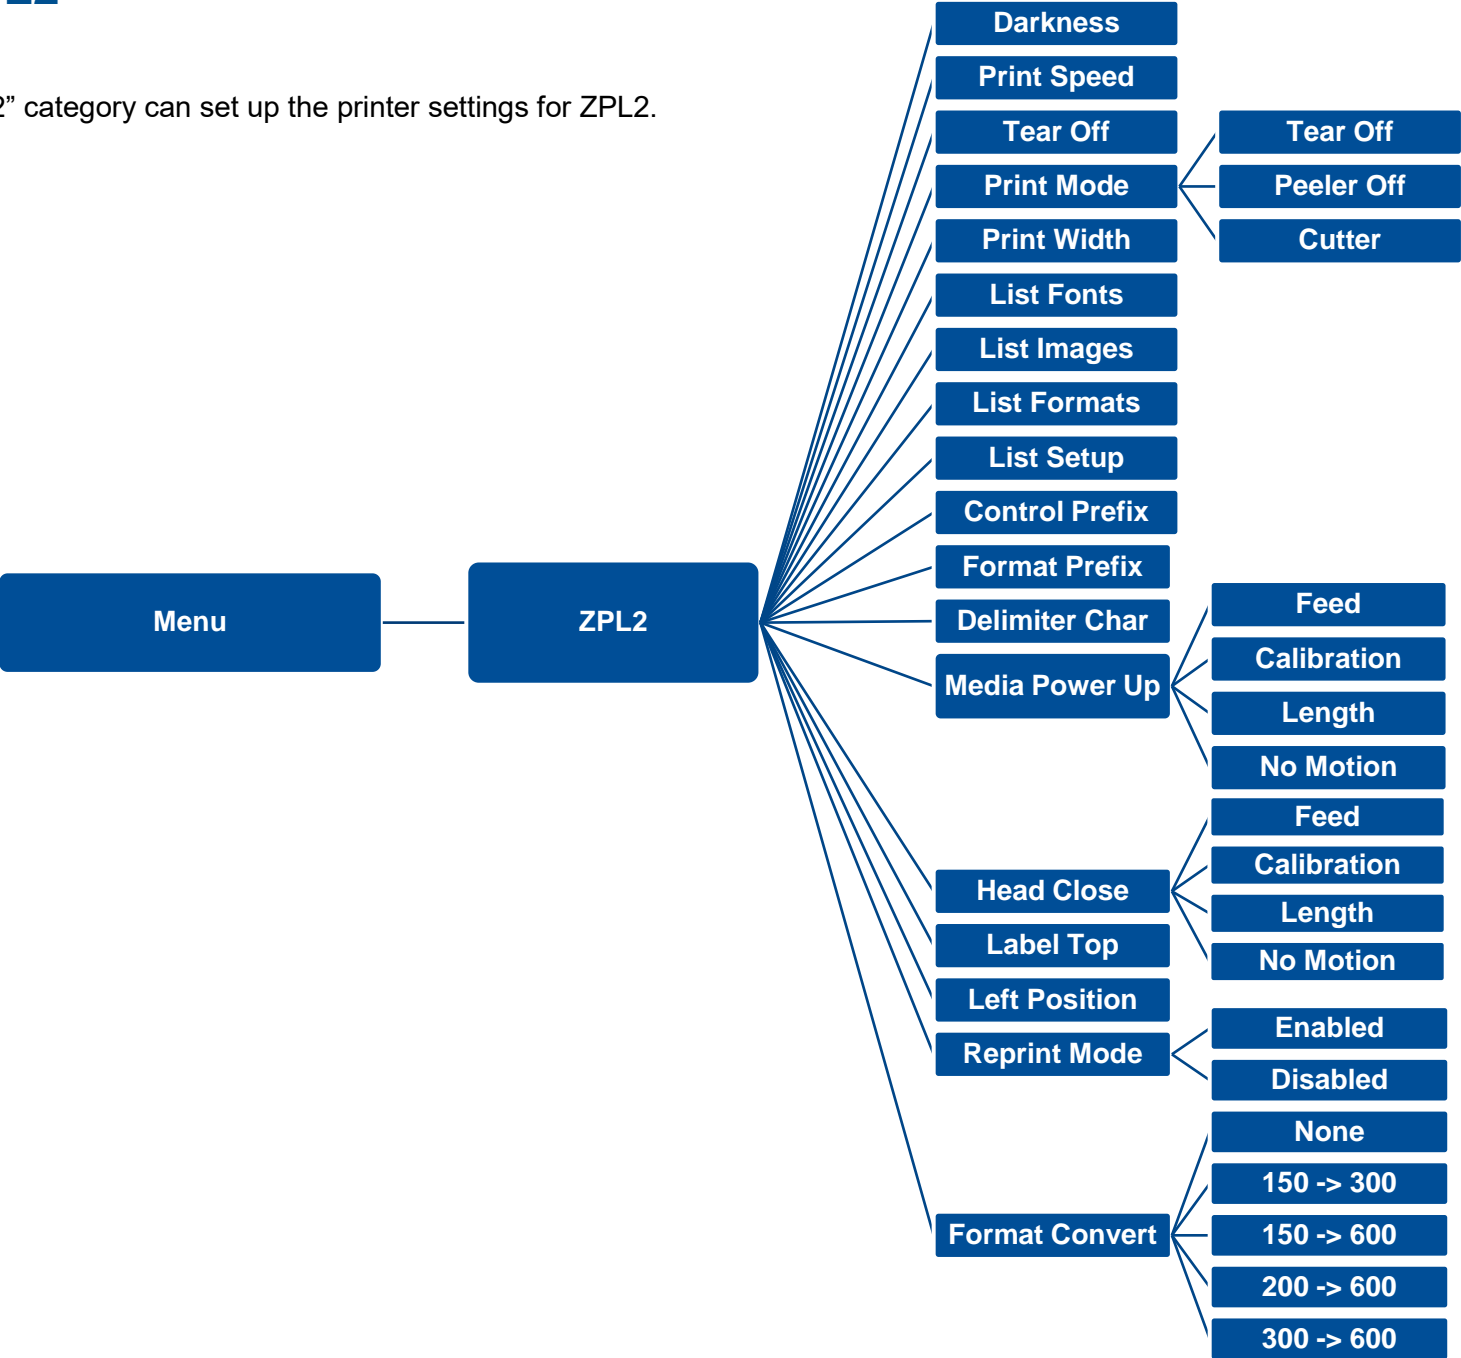 2” category can set up the printer settings for ZPL2.
Menu
ZPL2
Darkness
Print Speed
Tear Off
Print Mode
Tear Off
Peeler Off
Cutter
Print Width
List Fonts
List Images
List Formats
List Setup
Control Prefix
Format Prefix
Delimiter Char
Media Power Up
Feed
Calibration
Length
No Motion
Head Close
Feed
Calibration
Length
No Motion
Label Top
Left Position
Reprint Mode
Enabled
Disabled
Format Convert
None
150 -> 300
150 -> 600
200 -> 600
300 -> 600